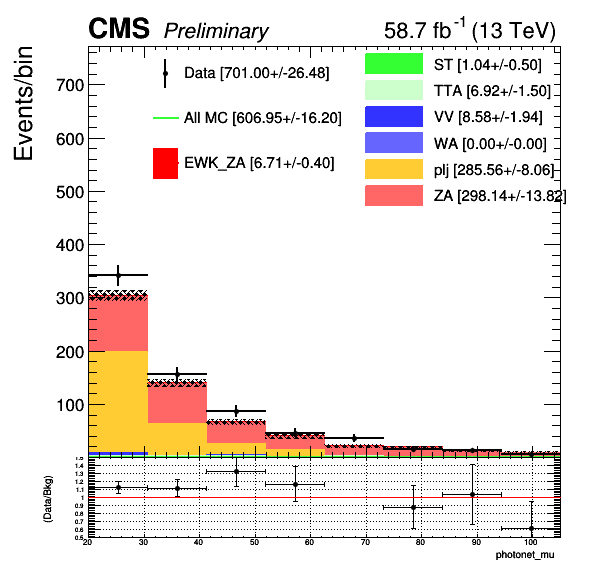 CMS Preliminary 58.7 fb⁻¹ (13 TeV)
Events/bin
700
600
500
400
300
200
100
Data [701.00+/-26.48]
All MC [606.95+/-16.20]
EWK_ZA [6.71+/-0.40]
ST [1.04+/-0.50]
TTA [6.92+/-1.50]
VV [8.58+/-1.94]
WA [0.00+/-0.00]
plj [285.56+/-8.06]
ZA [298.14+/-13.82]
(Data/Bkg)
1.5
1.4
1.3
1.2
1.1
1
0.9
0.8
0.7
0.6
0.5
20 30 40 50 60 70 80 90 100
photonet_mu